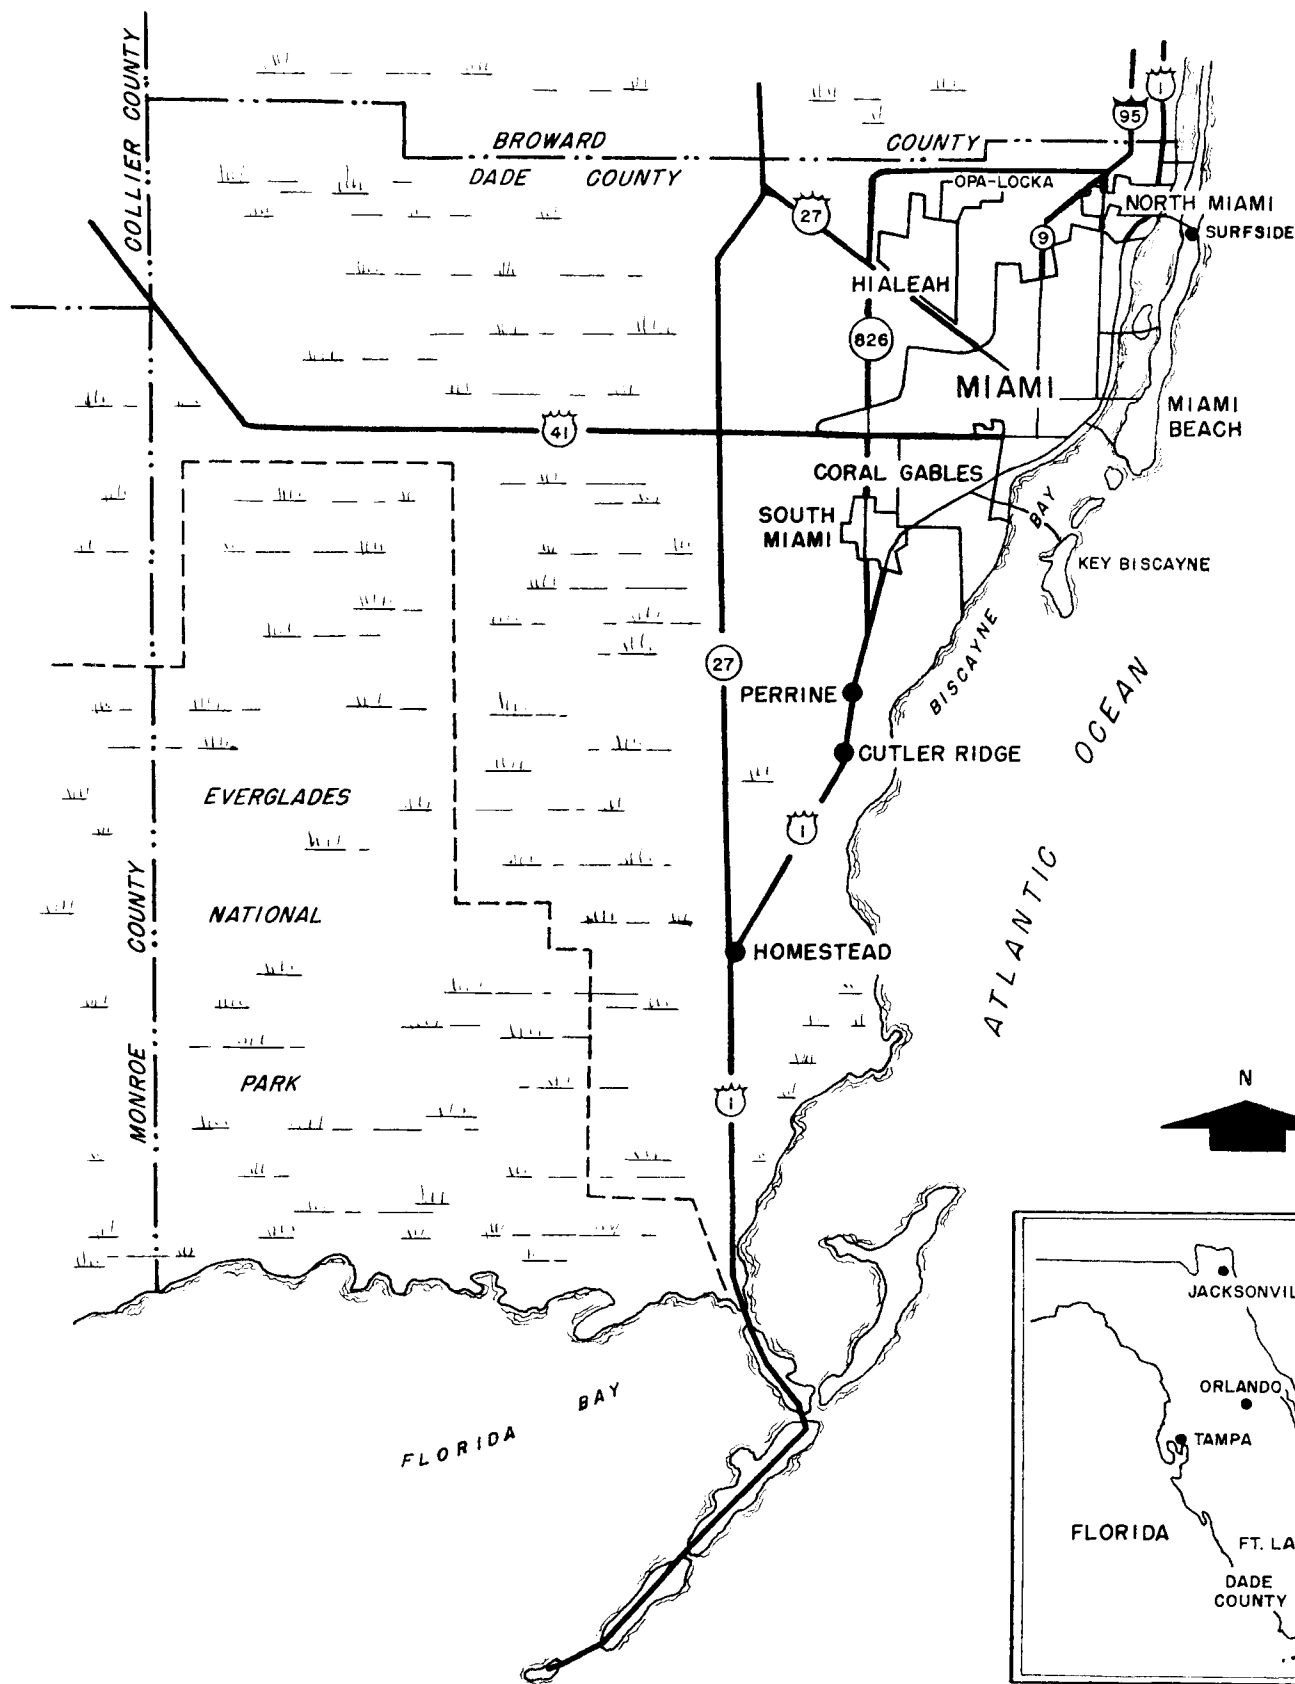 COLLIER COUNTY
BROWARD COUNTY
DADE COUNTY
95
1
27
OPA-LOCKA
NORTH MIAMI
9
SURFSIDE
HIALEAH
826
MIAMI
MIAMI
BEACH
41
CORAL GABLES
SOUTH
MIAMI
KEY BISCAYNE
BISCAYNE BAY
27
PERRINE
CUTLER RIDGE
1
ATLANTIC OCEAN
EVERGLADES
NATIONAL
PARK
MONROE COUNTY
HOMESTEAD
1
N
FLORIDA BAY
JACKSONVIL
ORLANDO
TAMPA
FLORIDA
FT. LA
DADE
COUNTY